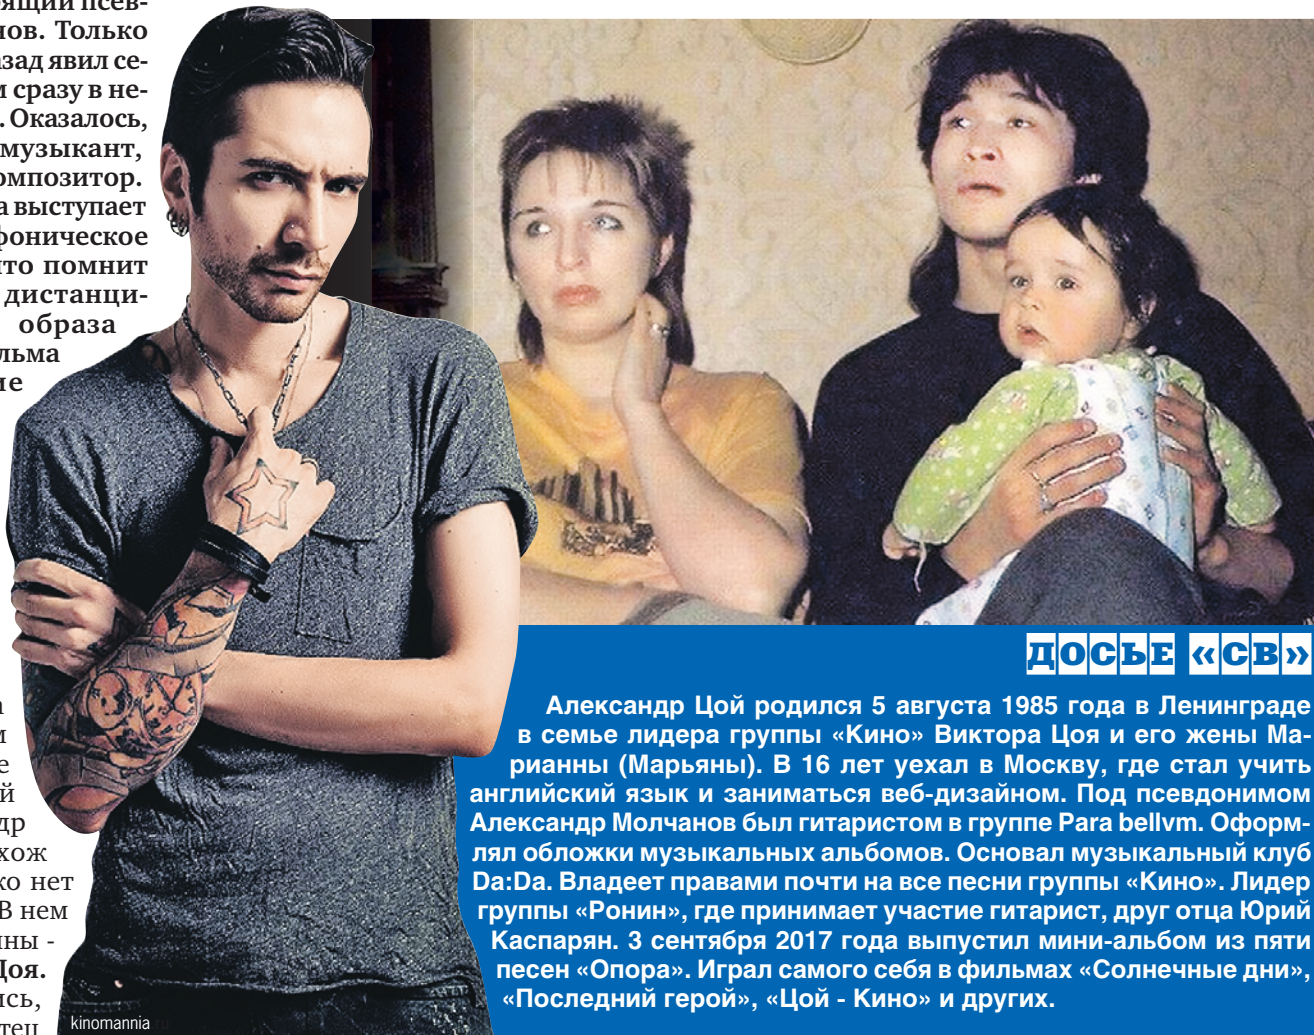 нов. Только
зад явил се-
м сразу в не-
. Оказалось,
музыкант,
омпозитор.
а выступает
фоническое
что помнит
дистанци-
образа
льма
ие
а
м
е
й
др
хож
ко нет
В нем
ны -
Цоя.
ись,
тец
kinomannia
ДОСЬЕ «СВ»
Александр Цой родился 5 августа 1985 года в Ленинграде
в семье лидера группы «Кино» Виктора Цоя и его жены Ма-
рианны (Марьяны). В 16 лет уехал в Москву, где стал учить
английский язык и заниматься веб-дизайном. Под псевдонимом
Александр Молчанов был гитаристом в группе Para bellvm. Оформ-
лял обложки музыкальных альбомов. Основал музыкальный клуб
Da:Da. Владеет правами почти на все песни группы «Кино». Лидер
группы «Ронин», где принимает участие гитарист, друг отца Юрий
Каспарян. 3 сентября 2017 года выпустил мини-альбом из пяти
песен «Опора». Играл самого себя в фильмах «Солнечные дни»,
«Последний герой», «Цой - Кино» и других.